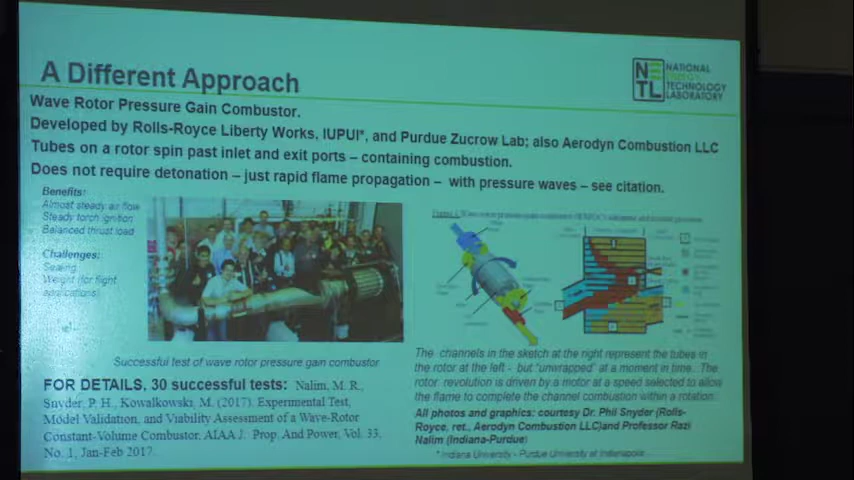 A Different Approach
NETL
NATIONAL
ENERGY
TECHNOLOGY
LABORATORY
Wave Rotor Pressure Gain Combustor.
Developed by Rolls-Royce Liberty Works, IUPUI*, and Purdue Zucrow Lab; also Aerodyn Combustion LLC
Tubes on a rotor spin past inlet and exit ports – containing combustion.
Does not require detonation – just rapid flame propagation – with pressure waves – see citation.
Benefits:
Almost steady air flow
Steady torch ignition
Balanced thrust load
Challenges:
Sealing
Weight (for flight
applications)
Successful test of wave rotor pressure gain combustor
FOR DETAILS, 30 successful tests: Nalim, M. R.,
Snyder, P. H., Kowalkowski, M. (2017). Experimental Test,
Model Validation, and Viability Assessment of a Wave-Rotor
Constant-Volume Combustor, AIAA J. Prop. And Power, Vol. 33,
No. 1, Jan-Feb 2017.
The channels in the sketch at the right represent the tubes in
the rotor at the left - but "unwrapped" at a moment in time. The
rotor revolution is driven by a motor at a speed selected to allow
the flame to complete the channel combustion within a rotation.
All photos and graphics: courtesy Dr. Phil Snyder (Rolls-
Royce, ret., Aerodyn Combustion LLC)and Professor Razi
Nalim (Indiana-Purdue)
* Indiana University - Purdue University at Indianapolis